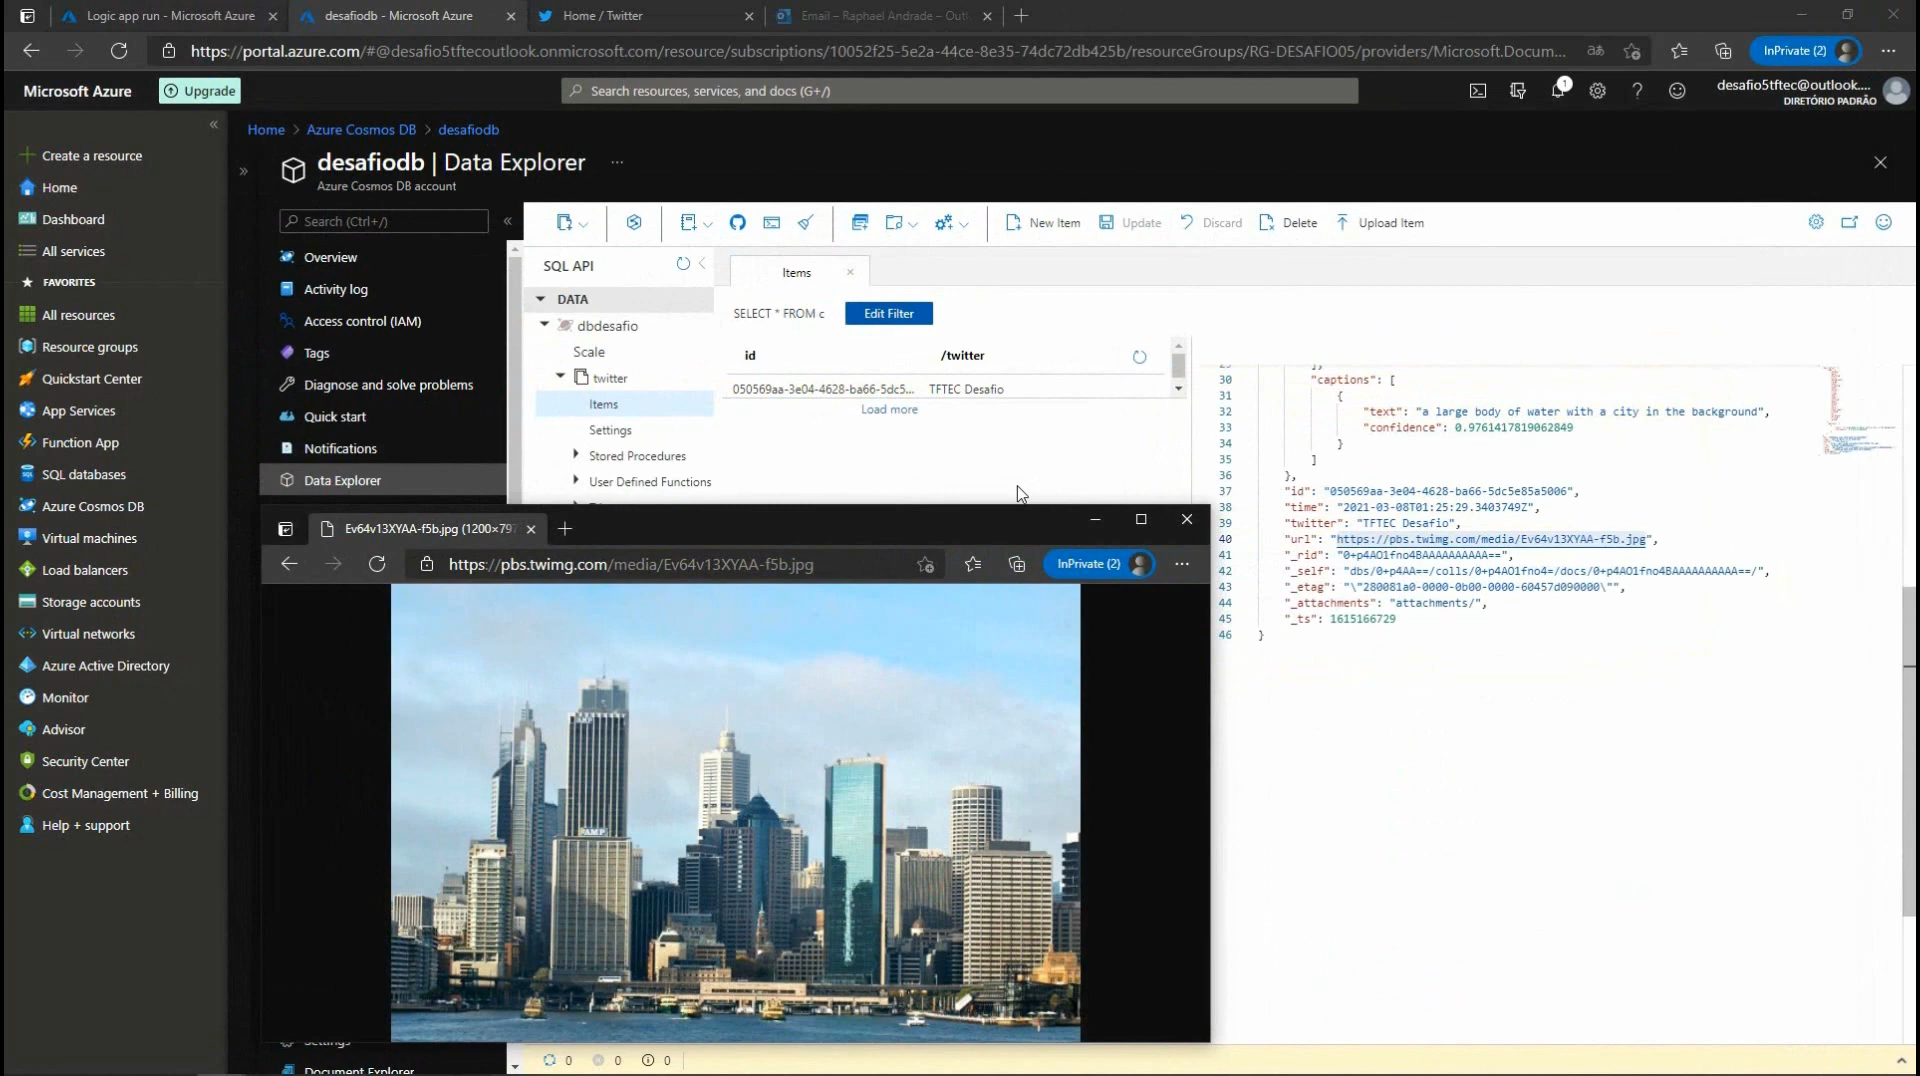 Logic app run - Microsoft Azure
desafiodb - Microsoft Azure
Home / Twitter
Email – Raphael Andrade – Outl
https://portal.azure.com/#@desafio5tftecoutlook.onmicrosoft.com/resource/subscriptions/10052f25-5e2a-44ce-8e35-74dc72db425b/resourceGroups/RG-DESAFIO05/providers/Microsoft.Docum...
InPrivate (2)
Microsoft Azure
Upgrade
Search resources, services, and docs (G+/)
1
desafio5tftec@outlook....
DIRETÓRIO PADRÃO
Create a resource
Home
Dashboard
All services
FAVORITES
All resources
Resource groups
Quickstart Center
App Services
Function App
SQL databases
Azure Cosmos DB
Virtual machines
Load balancers
Storage accounts
Virtual networks
Azure Active Directory
Monitor
Advisor
Security Center
Cost Management + Billing
Help + support
Home > Azure Cosmos DB > desafiodb
desafiodb | Data Explorer ...
Azure Cosmos DB account
Search (Ctrl+/)
Overview
Activity log
Access control (IAM)
Tags
Diagnose and solve problems
Quick start
Notifications
Data Explorer
Settings
Document Explorer
New Item
Update
Discard
Delete
Upload Item
SQL API
DATA
dbdesafio
Scale
twitter
Items
Settings
Stored Procedures
User Defined Functions
Items
SELECT * FROM c
Edit Filter
id /twitter
050569aa-3e04-4628-ba66-5dc5... TFTEC Desafio
Load more
30 "captions": [
31 {
32 "text": "a large body of water with a city in the background",
33 "confidence": 0.9761417819062849
34 }
35 ]
36 },
37 "id": "050569aa-3e04-4628-ba66-5dc5e85a5006",
38 "time": "2021-03-08T01:25:29.3403749Z",
39 "twitter": "TFTEC Desafio",
40 "url": "https://pbs.twimg.com/media/Ev64v13XYAA-f5b.jpg",
41 "_rid": "0+p4AO1fno4BAAAAAAAAAA==",
42 "_self": "dbs/0+p4AA==/colls/0+p4AO1fno4=/docs/0+p4AO1fno4BAAAAAAAAAA==/",
43 "_etag": "\"280081a0-0000-0b00-0000-60457d090000\"",
44 "_attachments": "attachments/",
45 "_ts": 1615166729
46 }
Ev64v13XYAA-f5b.jpg (1200×797
https://pbs.twimg.com/media/Ev64v13XYAA-f5b.jpg
InPrivate (2)
AMP
0 0 0